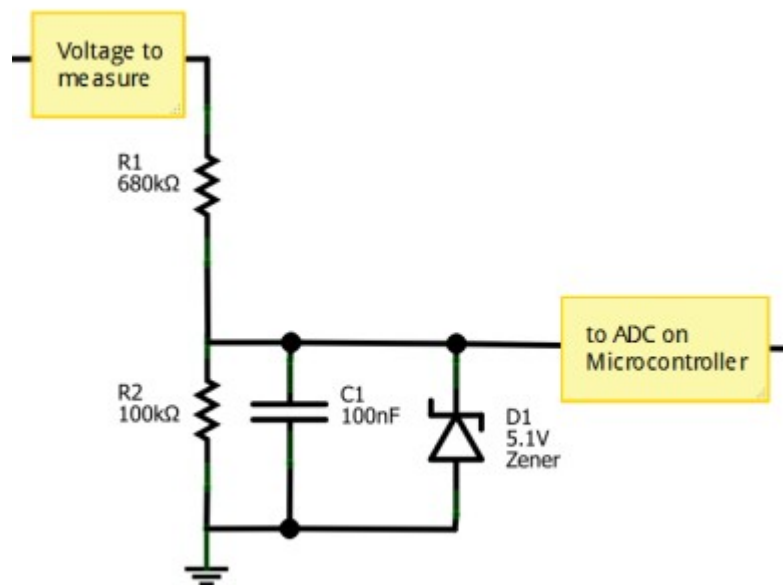 Voltage to
measure
R1
680kΩ
to ADC on
Microcontroller
R2
100kΩ
C1
100nF
D1
5.1V
Zener